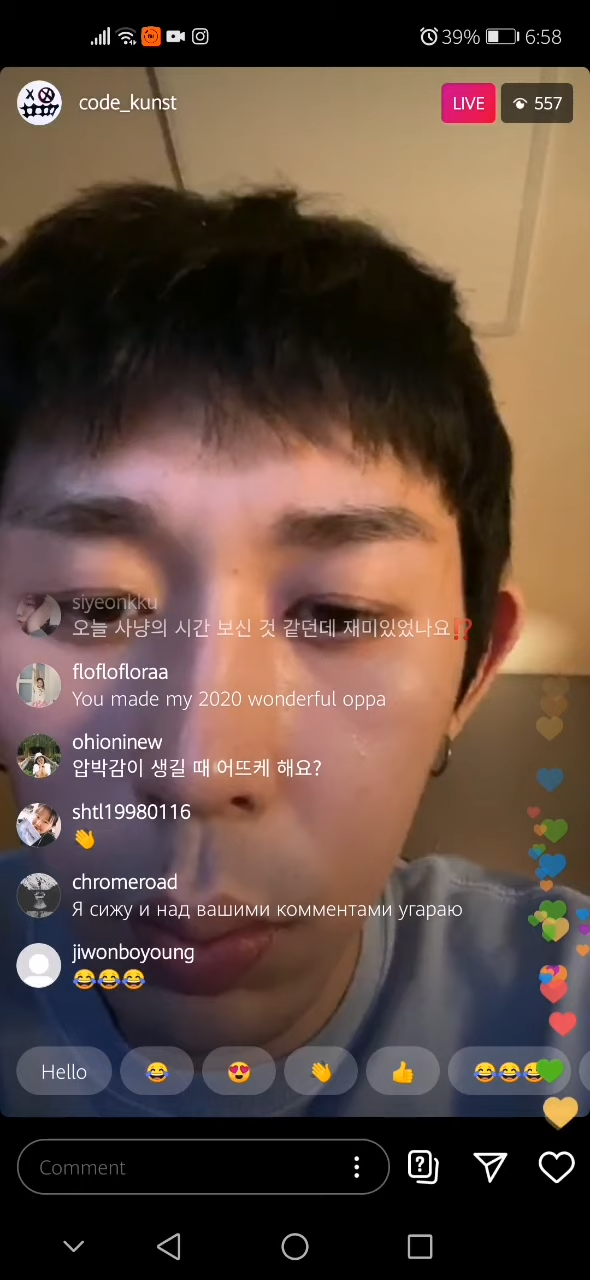 39% 6:58
code_kunst
LIVE
557
siyeonkku
오늘 사냥의 시간 보신 것 같던데 재미있었나요⁉️
floflofloraa
You made my 2020 wonderful oppa
ohioninew
압박감이 생길 때 어뜨케 해요?
shtl19980116
👋
chromeroad
Я сижу и над вашими комментами угараю
jiwonboyoung
😂😂😂
Hello 😂 😍 👋 👍 😂😂😂
Comment